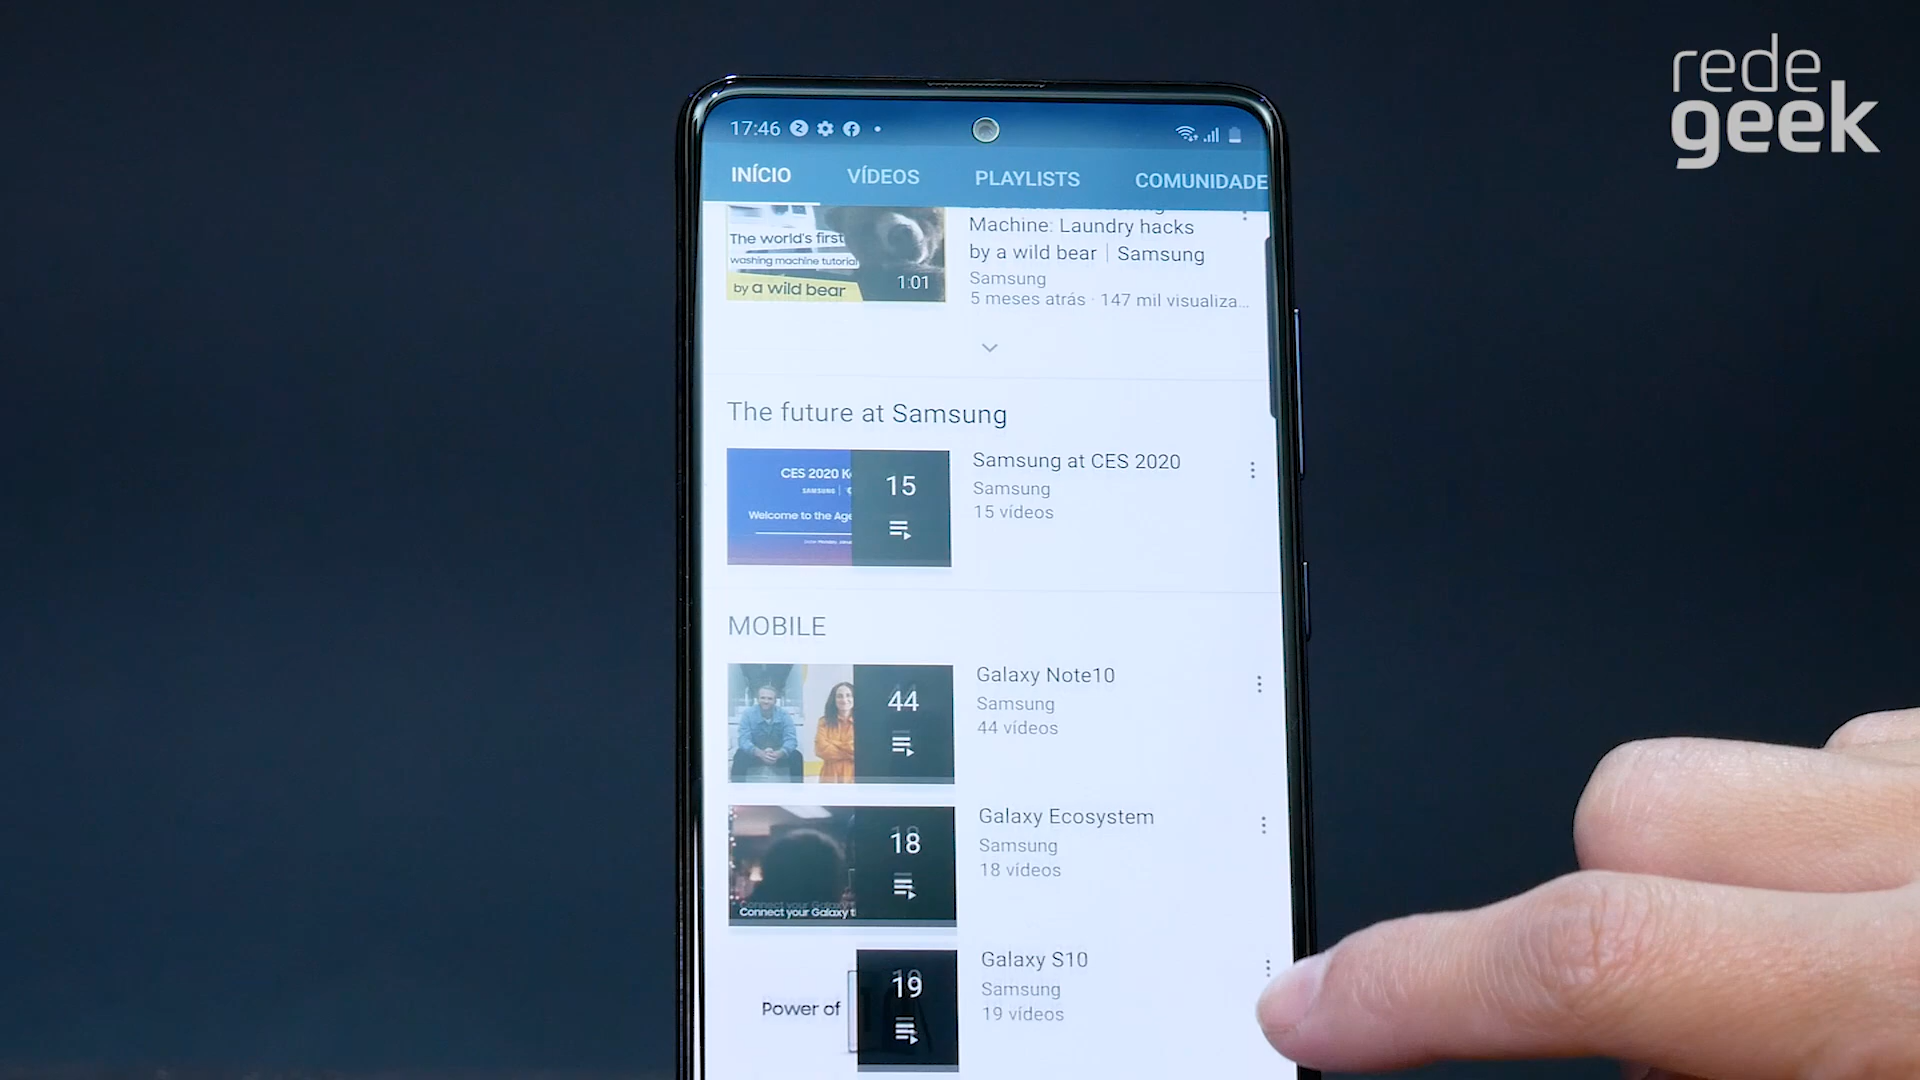 rede
geek
17:46
INÍCIO VÍDEOS PLAYLISTS COMUNIDADE
The world's first
washing machine tutorial
by a wild bear
1:01
Machine: Laundry hacks
by a wild bear | Samsung
Samsung
5 meses atrás · 147 mil visualiza...
The future at Samsung
CES 2020 K
SAMSUNG
Welcome to the Age
15
Samsung at CES 2020
Samsung
15 vídeos
MOBILE
44
Galaxy Note10
Samsung
44 vídeos
18
Connect your Galaxy t
Galaxy Ecosystem
Samsung
18 vídeos
Power of
19
Galaxy S10
Samsung
19 vídeos